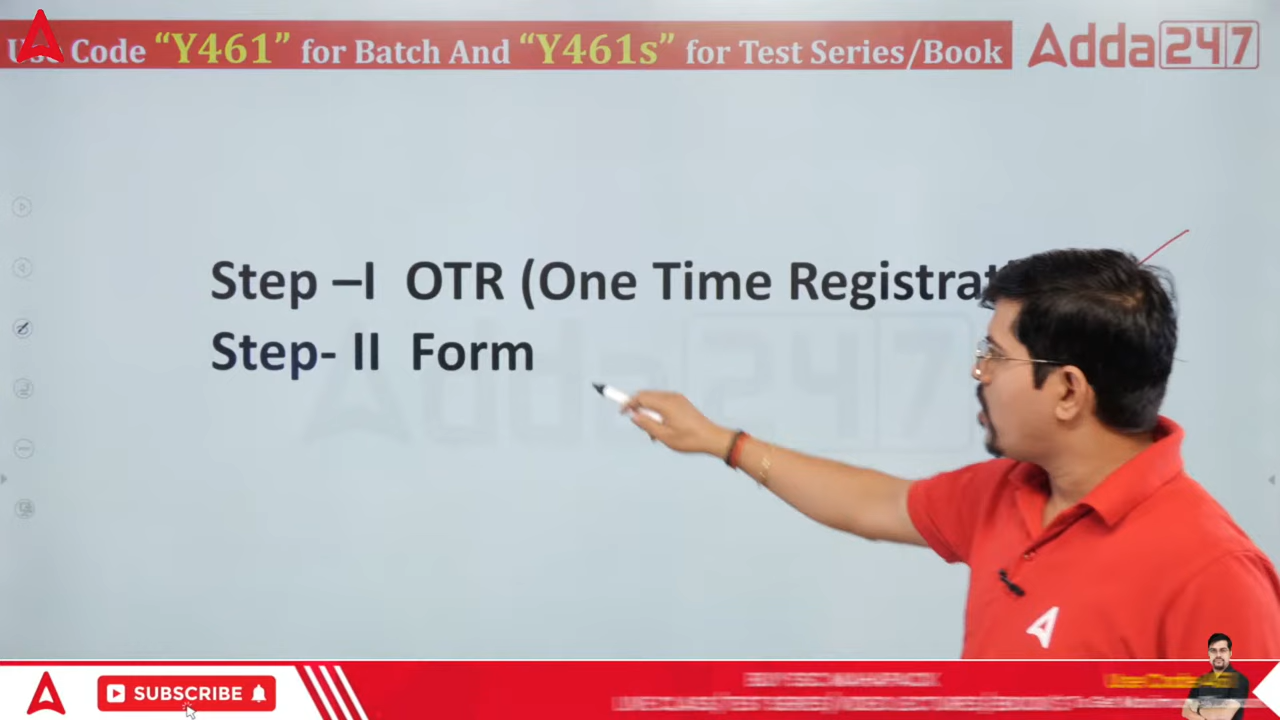 Code “Y461” for Batch And “Y461s” for Test Series/Book
Adda247
Step –I OTR (One Time Registrat
Step- II Form
Adda247
SUBSCRIBE